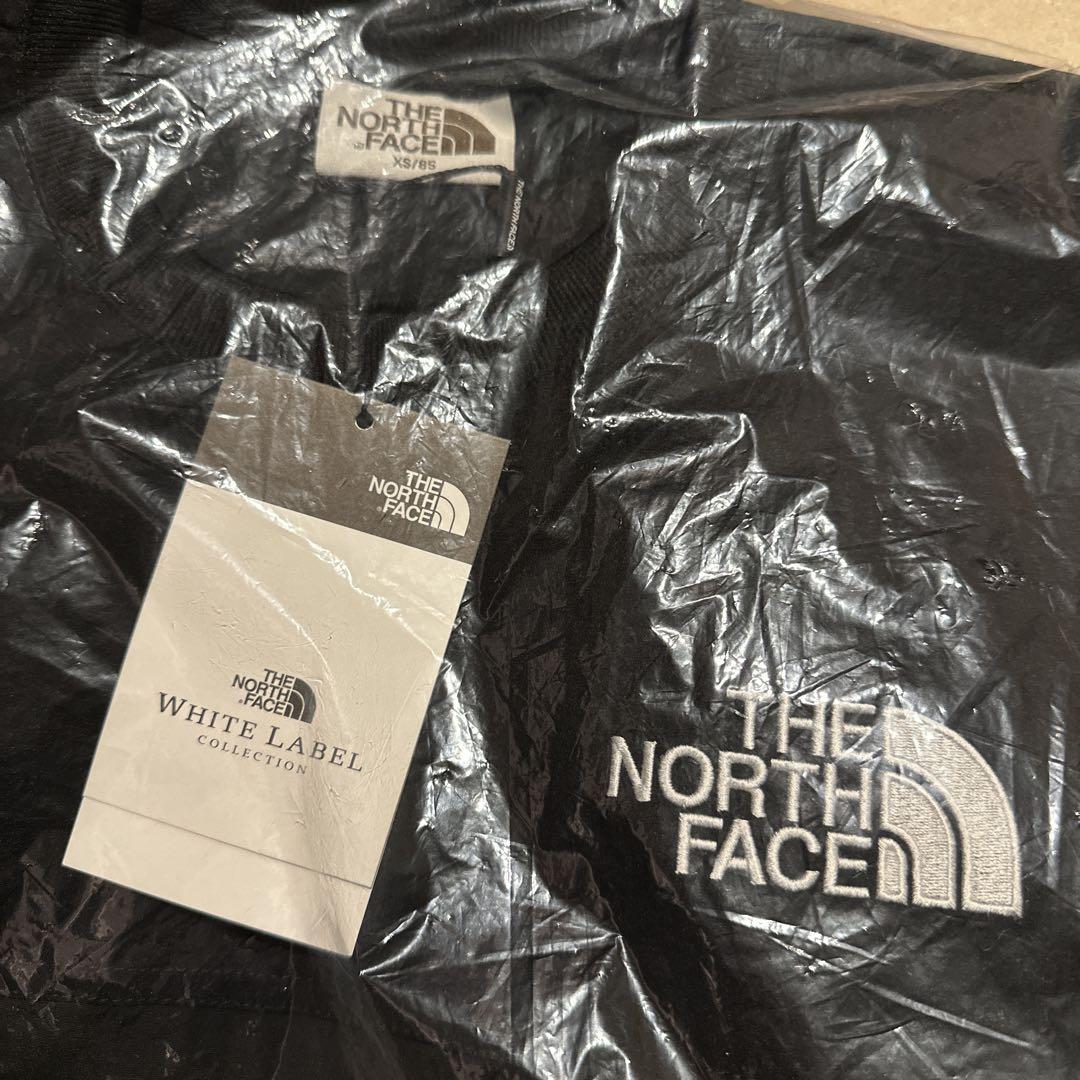 THE
NORTH
FACE
XS/85
THE NORTH FACE
THE
NORTH
FACE
THE
NORTH
FACE
WHITE LABEL
COLLECTION
THE
NORTH
FACE